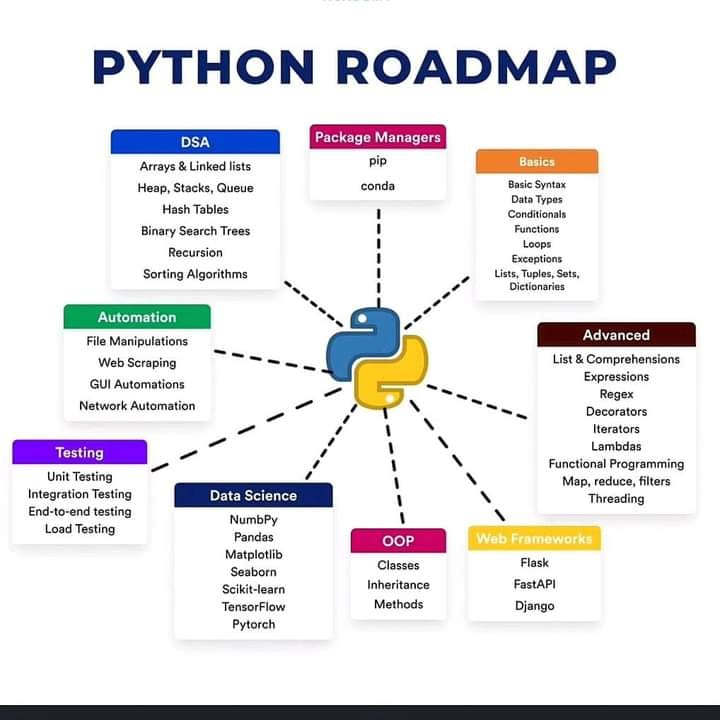 PYTHON ROADMAP
DSA
Arrays & Linked lists
Heap, Stacks, Queue
Hash Tables
Binary Search Trees
Recursion
Sorting Algorithms
Package Managers
pip
conda
Basics
Basic Syntax
Data Types
Conditionals
Functions
Loops
Exceptions
Lists, Tuples, Sets,
Dictionaries
Automation
File Manipulations
Web Scraping
GUI Automations
Network Automation
Advanced
List & Comprehensions
Expressions
Regex
Decorators
Iterators
Lambdas
Functional Programming
Map, reduce, filters
Threading
Testing
Unit Testing
Integration Testing
End-to-end testing
Load Testing
Data Science
NumbPy
Pandas
Matplotlib
Seaborn
Scikit-learn
TensorFlow
Pytorch
OOP
Classes
Inheritance
Methods
Web Frameworks
Flask
FastAPI
Django